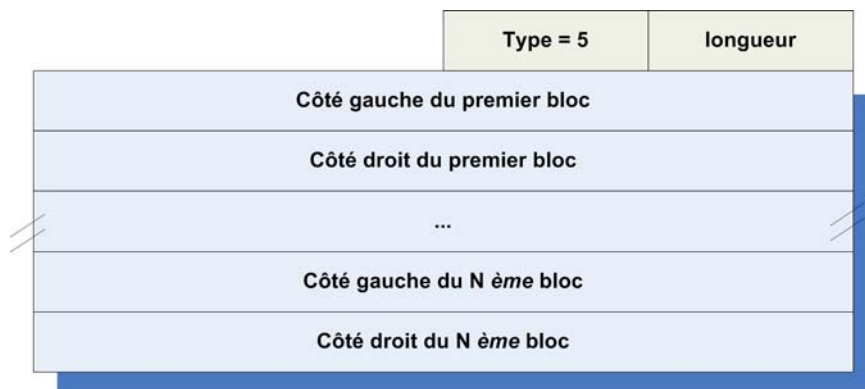 Type = 5 longueur
Côté gauche du premier bloc
Côté droit du premier bloc
...
Côté gauche du N ème bloc
Côté droit du N ème bloc